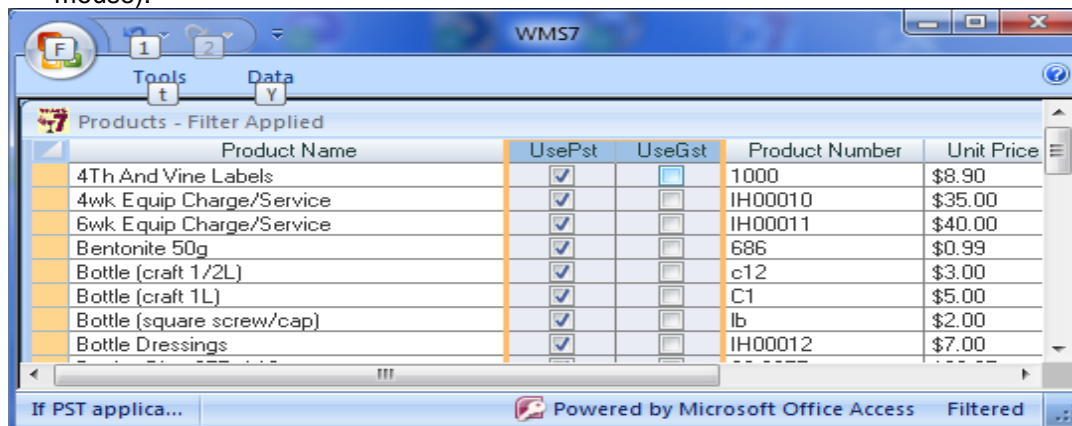 mouse).
WMS7
F 1 2
Tools Data
t Y
7 Products - Filter Applied
Product Name UsePst UseGst Product Number Unit Price
4Th And Vine Labels 1000 $8.90
4wk Equip Charge/Service IH00010 $35.00
6wk Equip Charge/Service IH00011 $40.00
Bentonite 50g 686 $0.99
Bottle (craft 1/2L) c12 $3.00
Bottle (craft 1L) C1 $5.00
Bottle (square screw/cap) lb $2.00
Bottle Dressings IH00012 $7.00
If PST applica... Powered by Microsoft Office Access Filtered